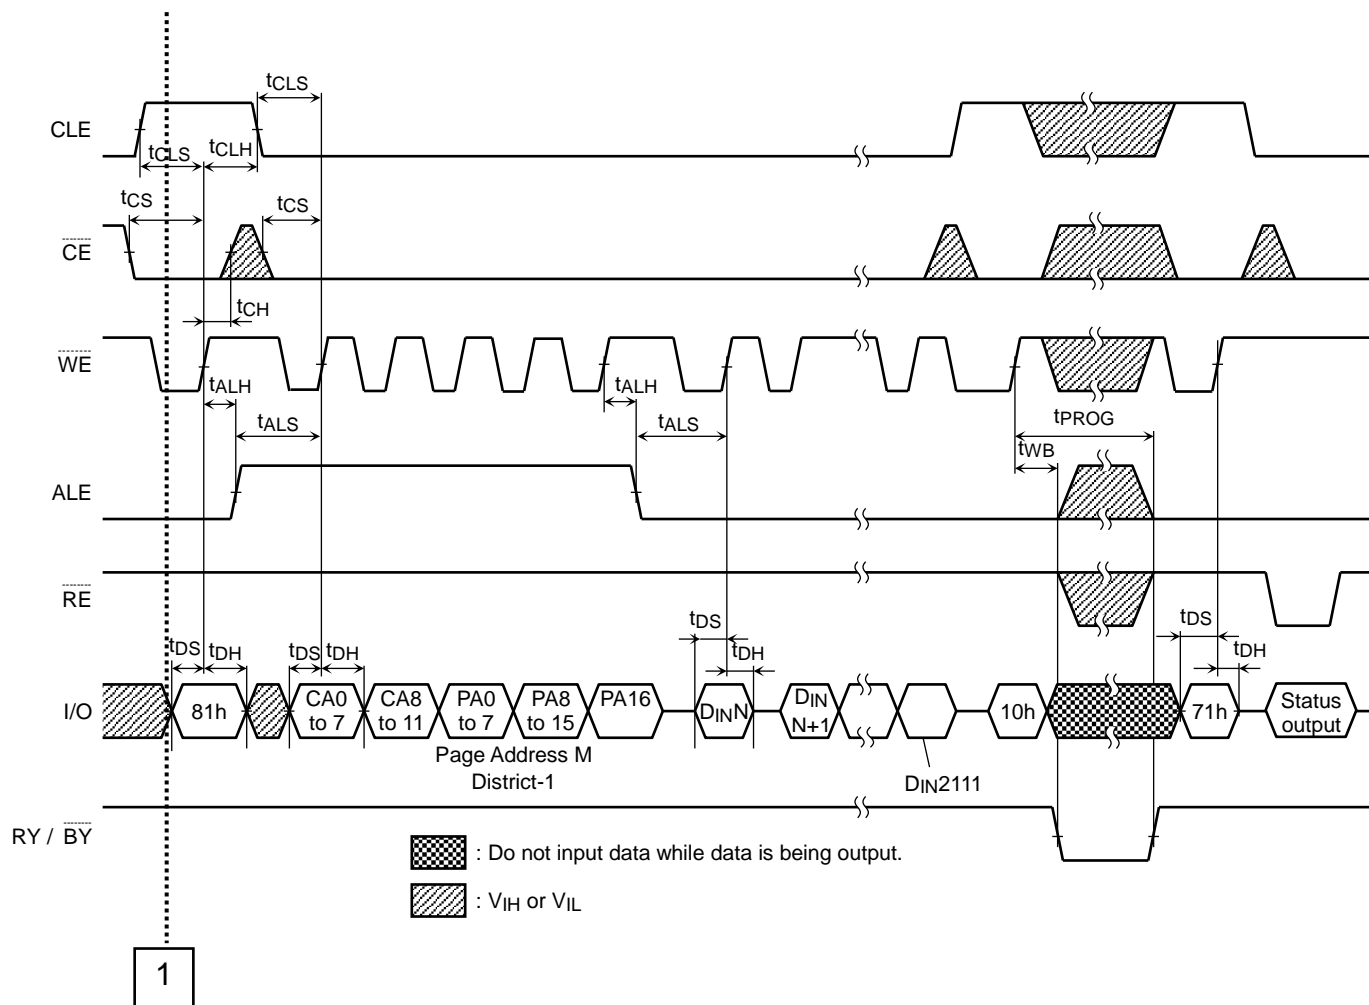 tCLS
CLE
tCLS
tCLH
tCS
tCS
CE
tCH
WE
tALH
tALH
tALS
tALS
tPROG
tWB
ALE
RE
tDS
tDH
tDS
tDH
tDS
tDH
tDS
tDH
I/O
81h
CA0
to 7
CA8
to 11
PA0
to 7
PA8
to 15
PA16
DINN
DIN
N+1
10h
71h
Status
output
Page Address M
District-1
DIN2111
RY / BY
: Do not input data while data is being output.
: VIH or VIL
1